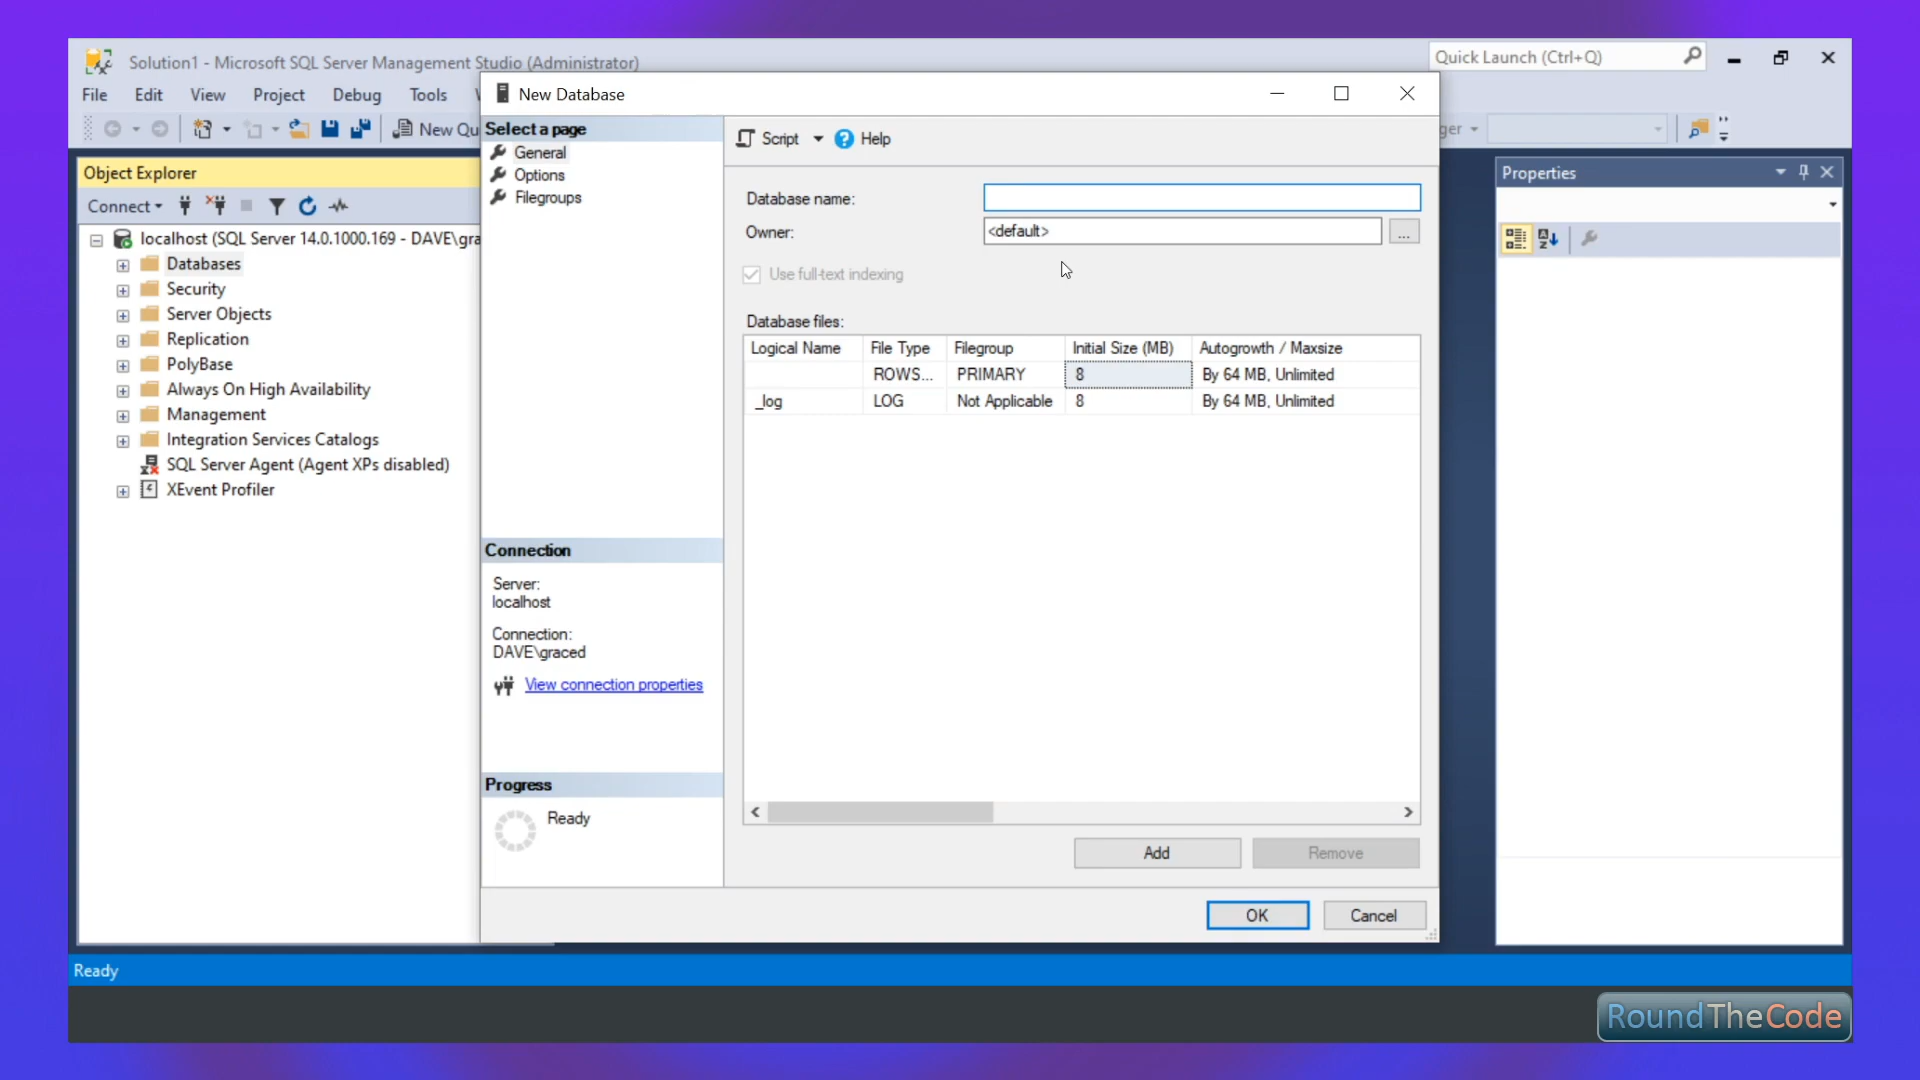 Solution1 - Microsoft SQL Server Management Studio (Administrator)
Quick Launch (Ctrl+Q)
File Edit View Project Debug Tools
New Database
New Qu
Object Explorer
Connect
localhost (SQL Server 14.0.1000.169 - DAVE\gra
Databases
Security
Server Objects
Replication
PolyBase
Always On High Availability
Management
Integration Services Catalogs
SQL Server Agent (Agent XPs disabled)
XEvent Profiler
Select a page
General
Options
Filegroups
Connection
Server:
localhost
Connection:
DAVE\graced
View connection properties
Progress
Ready
Script Help
Database name:
Owner: <default> ...
Use full-text indexing
Database files:
Logical Name File Type Filegroup Initial Size (MB) Autogrowth / Maxsize
ROWS... PRIMARY 8 By 64 MB, Unlimited
_log LOG Not Applicable 8 By 64 MB, Unlimited
Add Remove
OK Cancel
ger
Properties
Ready
RoundTheCode